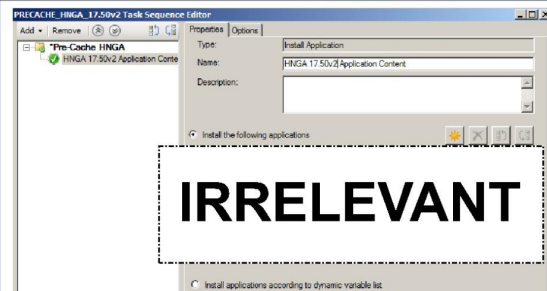 PRECACHE_HNGA_17.50v2 Task Sequence Editor
Add Remove
Properties Options
*Pre-Cache HNGA
HNGA 17.50v2 Application Conte
Type: Install Application
Name: HNGA 17.50v2 Application Content
Description:
Install the following applications
IRRELEVANT
Install applications according to dynamic variable list